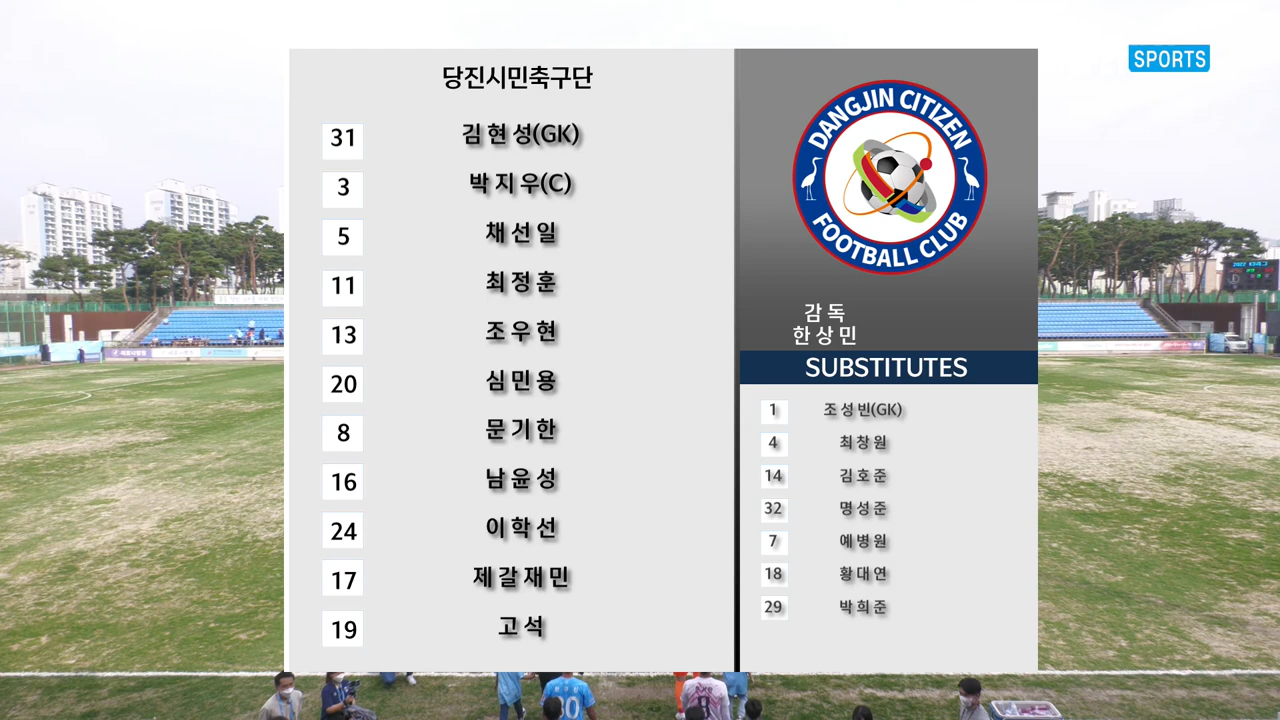 SPORTS
당진시민축구단
31 김현성(GK)
3 박지우(C)
5 채선일
11 최정훈
13 조우현
20 심민용
8 문기한
16 남윤성
24 이학선
17 제갈재민
19 고석
DANGJIN CITIZEN
FOOTBALL CLUB
감독
한상민
SUBSTITUTES
1 조성빈(GK)
4 최창원
14 김호준
32 명성준
7 예병원
18 황대연
29 박희준
30